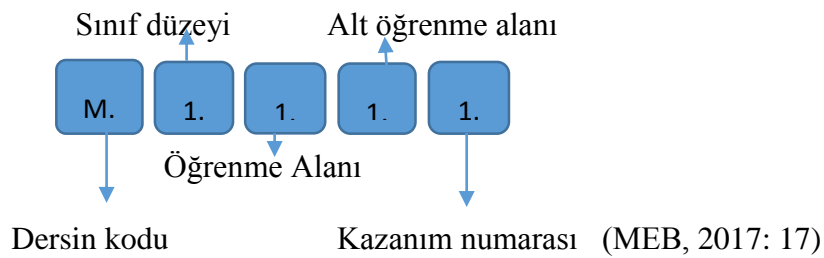 Sınıf düzeyi Alt öğrenme alanı
M. 1. 1. 1. 1.
Öğrenme Alanı
Dersin kodu Kazanım numarası (MEB, 2017: 17)